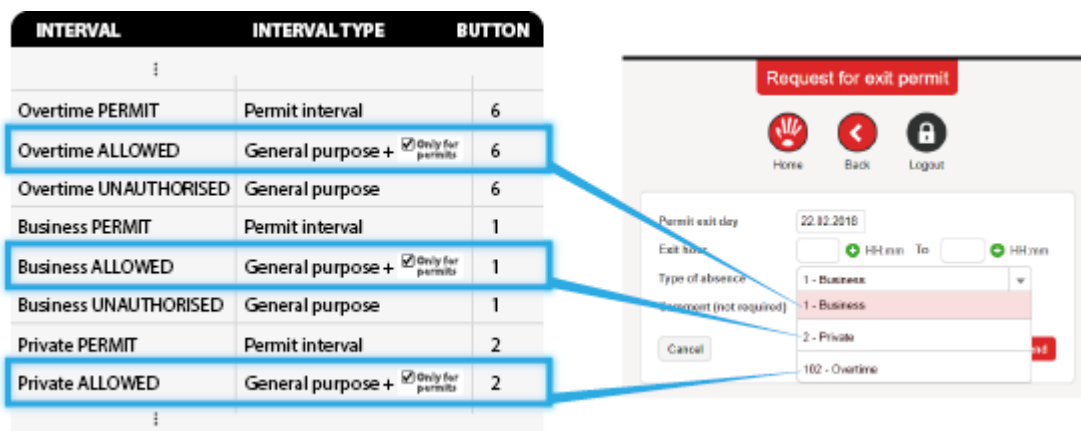 INTERVAL INTERVAL TYPE BUTTON
Overtime PERMIT Permit interval 6
Overtime ALLOWED General purpose + Only for permits 6
Overtime UNAUTHORISED General purpose 6
Business PERMIT Permit interval 1
Business ALLOWED General purpose + Only for permits 1
Business UNAUTHORISED General purpose 1
Private PERMIT Permit interval 2
Private ALLOWED General purpose + Only for permits 2
Request for exit permit
Home Back Logout
Permit exit day 22.02.2018
Exit hour HH:mm To HH:mm
Type of absence 1 - Business
Comment (not required) 1 - Business
2 - Private
Cancel
102 - Overtime